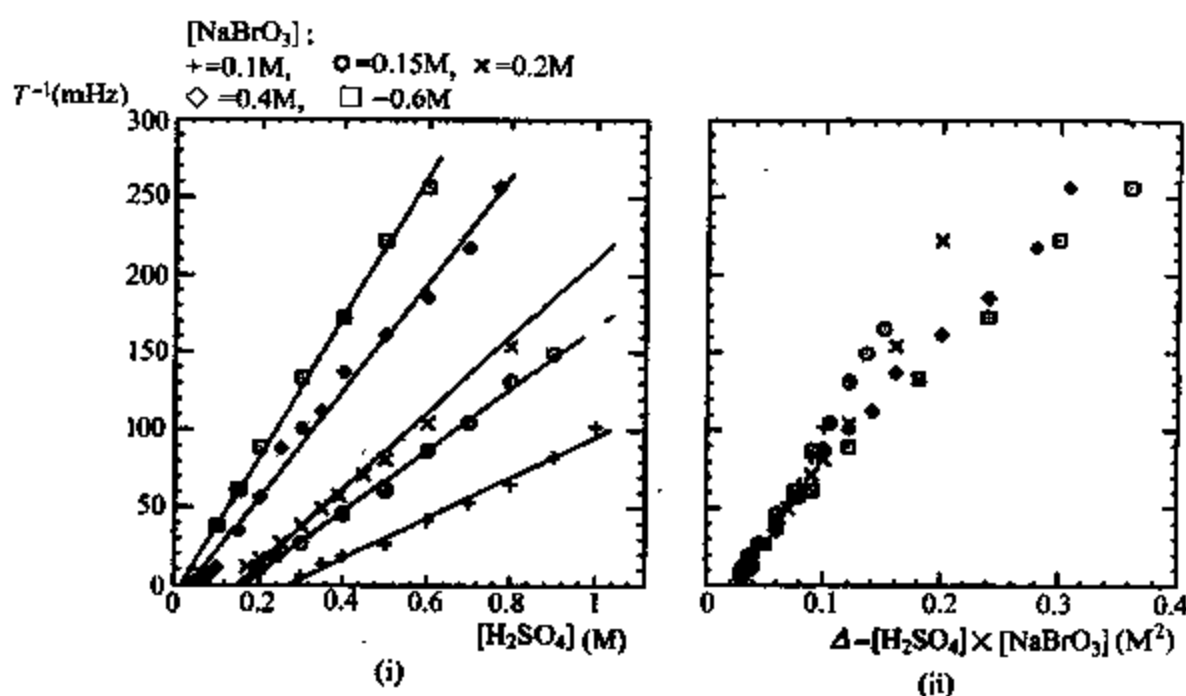 [NaBrO₃] :
+=0.1M, ○=0.15M, ×=0.2M
◇ =0.4M, □ −0.6M
T⁻¹(mHz)
300
250
200
150
100
50
0
0 0.2 0.4 0.6 0.8 1
[H₂SO₄] (M)
(i)
0 0.1 0.2 0.3 0.4
Δ−[H₂SO₄]×[NaBrO₃] (M²)
(ii)